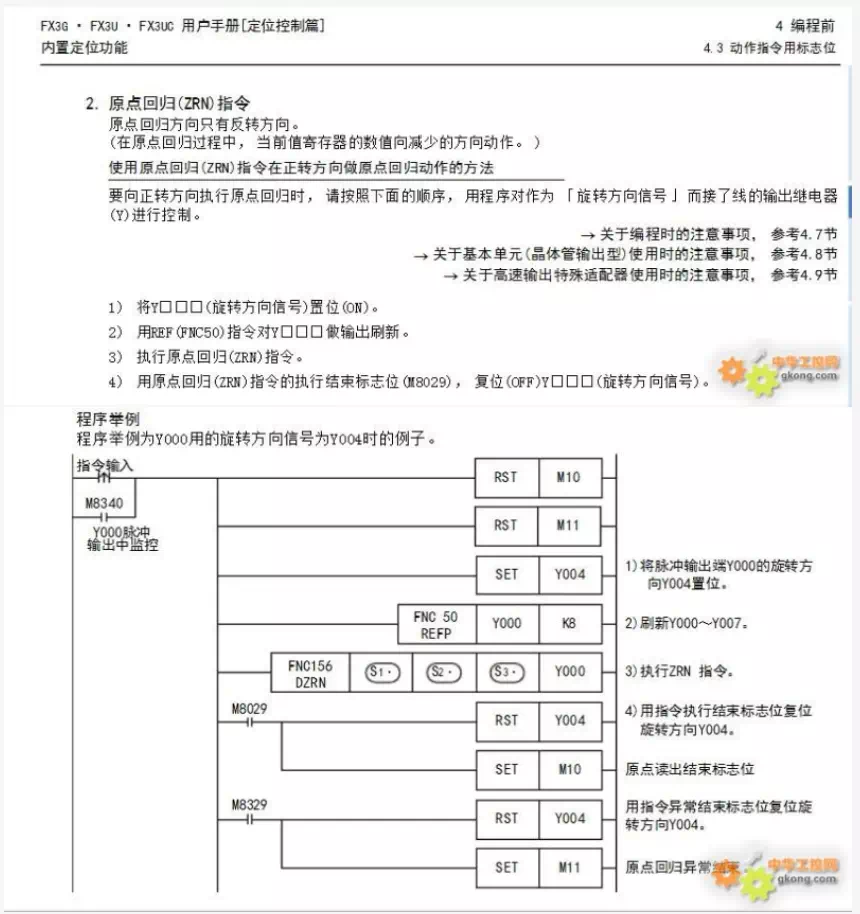 FX3G · FX3U · FX3UC 用户手册[定位控制篇]
4 编程前
内置定位功能
4.3 动作指令用标志位
2. 原点回归(ZRN)指令
原点回归方向只有反转方向。
(在原点回归过程中, 当前值寄存器的数值向减少的方向动作。)
使用原点回归(ZRN)指令在正转方向做原点回归动作的方法
要向正转方向执行原点回归时, 请按照下面的顺序, 用程序对作为「旋转方向信号」而接了线的输出继电器
(Y)进行控制。
→ 关于编程时的注意事项, 参考4.7节
→ 关于基本单元(晶体管输出型)使用时的注意事项, 参考4.8节
→ 关于高速输出特殊适配器使用时的注意事项, 参考4.9节
1) 将Y□□□(旋转方向信号)置位(ON)。
2) 用REF(FNC50)指令对Y□□□做输出刷新。
3) 执行原点回归(ZRN)指令。
4) 用原点回归(ZRN)指令的执行结束标志位(M8029), 复位(OFF)Y□□□(旋转方向信号)。
中华工控网
gkong.com
程序举例
程序举例为Y000用的旋转方向信号为Y004时的例子。
指令输入
RST M10
M8340
Y000脉冲
输出中监控
RST M11
SET Y004
1)将脉冲输出端Y000的旋转方
向Y004置位。
FNC 50
REFP
Y000 K8
2)刷新Y000～Y007。
FNC156
DZRN
S1· S2· S3· Y000
3)执行ZRN 指令。
M8029
RST Y004
4)用指令执行结束标志位复位
旋转方向Y004。
SET M10
原点读出结束标志位
M8329
RST Y004
用指令异常结束标志位复位旋
转方向Y004。
SET M11
原点回归异常结束
中华工控网
gkong.com